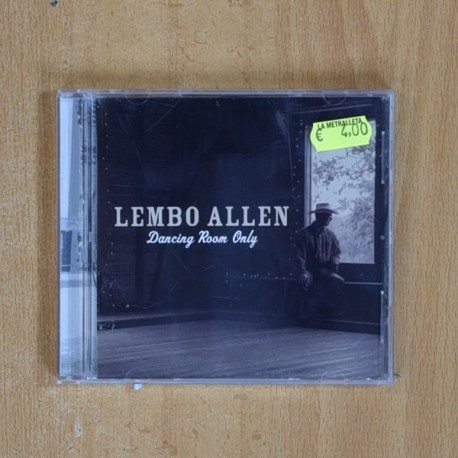 LA METRALLETA
€ 4,00
LEMBO ALLEN
Dancing Room Only